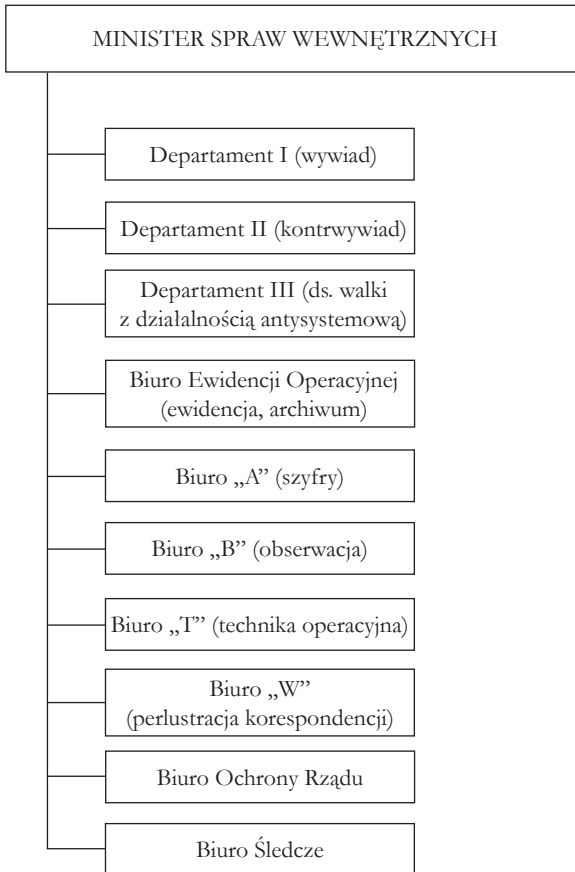 MINISTER SPRAW WEWNĘTRZNYCH
Departament I (wywiad)
Departament II (kontrwywiad)
Departament III (ds. walki
z działalnością antysystemową)
Biuro Ewidencji Operacyjnej
(ewidencja, archiwum)
Biuro „A” (szyfry)
Biuro „B” (obserwacja)
Biuro „T” (technika operacyjna)
Biuro „W”
(perlustracja korespondencji)
Biuro Ochrony Rządu
Biuro Śledcze